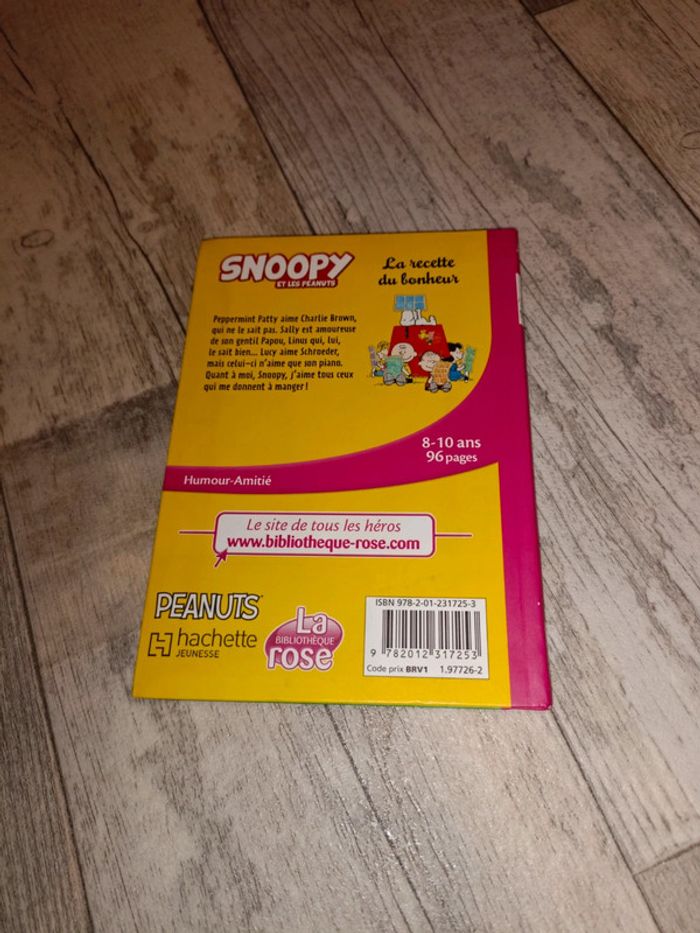 SNOOPY
ET LES PEANUTS
La recette
du bonheur
Peppermint Patty aime Charlie Brown,
qui ne le sait pas. Sally est amoureuse
de son gentil Papou, Linus qui, lui,
le sait bien... Lucy aime Schroeder,
mais celui-ci n'aime que son piano.
Quant à moi, Snoopy, j'aime tous ceux
qui me donnent à manger !
8-10 ans
96 pages
Humour-Amitié
Le site de tous les héros
www.bibliotheque-rose.com
PEANUTS
hachette
JEUNESSE
La
BIBLIOTHÈQUE
rose
ISBN 978-2-01-231725-3
9 782012 317253
Code prix BRV1 1.97726-2